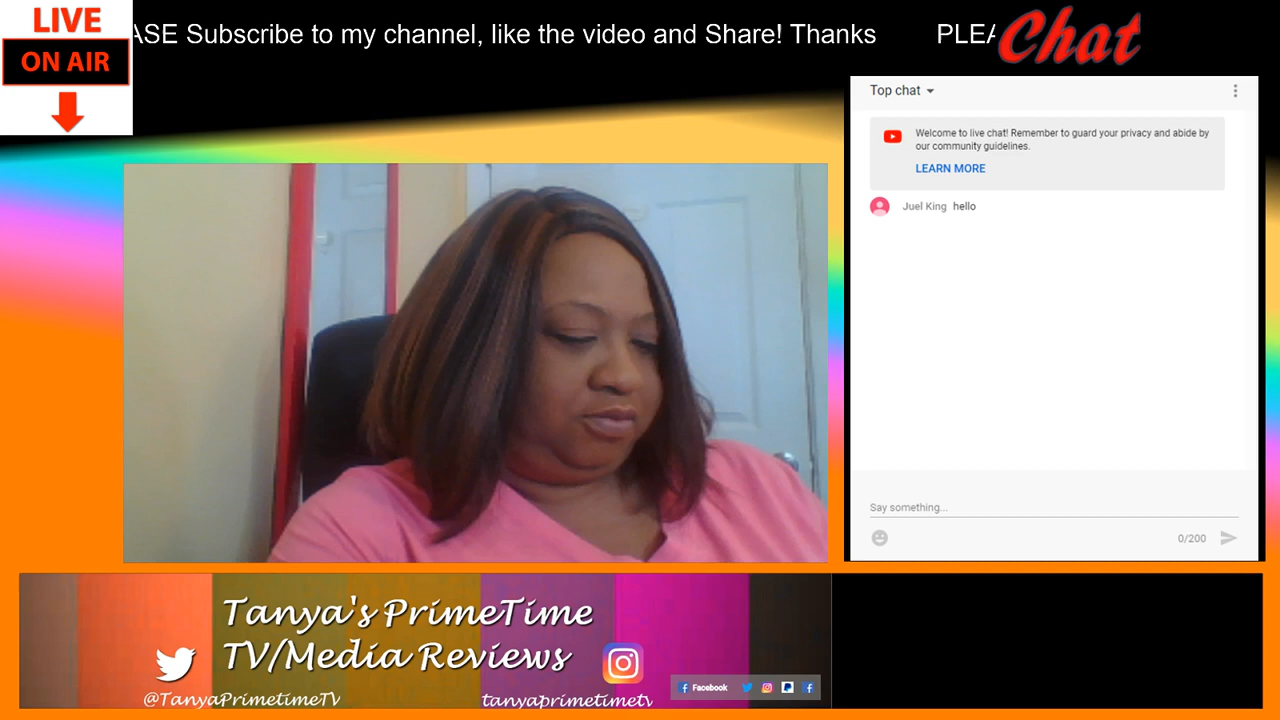 LIVE
ON AIR
ASE Subscribe to my channel, like the video and Share! Thanks PLEA
Chat
Top chat
Welcome to live chat! Remember to guard your privacy and abide by
our community guidelines.
LEARN MORE
Juel King hello
Say something...
0/200
Tanya's PrimeTime
TV/Media Reviews
@TanyaPrimetimeTV
tanyaprimetimetv
Facebook